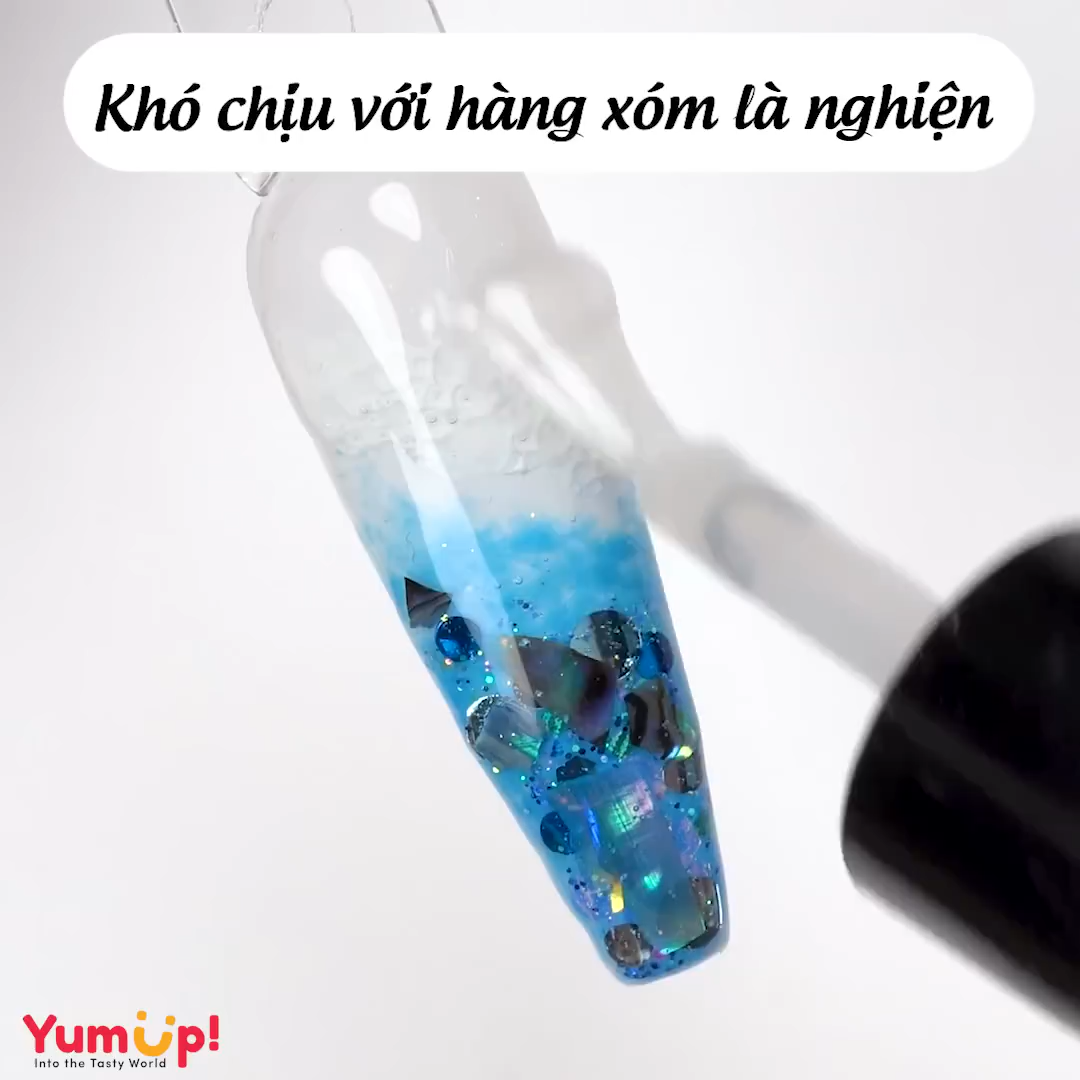 Khó chịu với hàng xóm là nghiện
YumUp!
Into the Tasty World